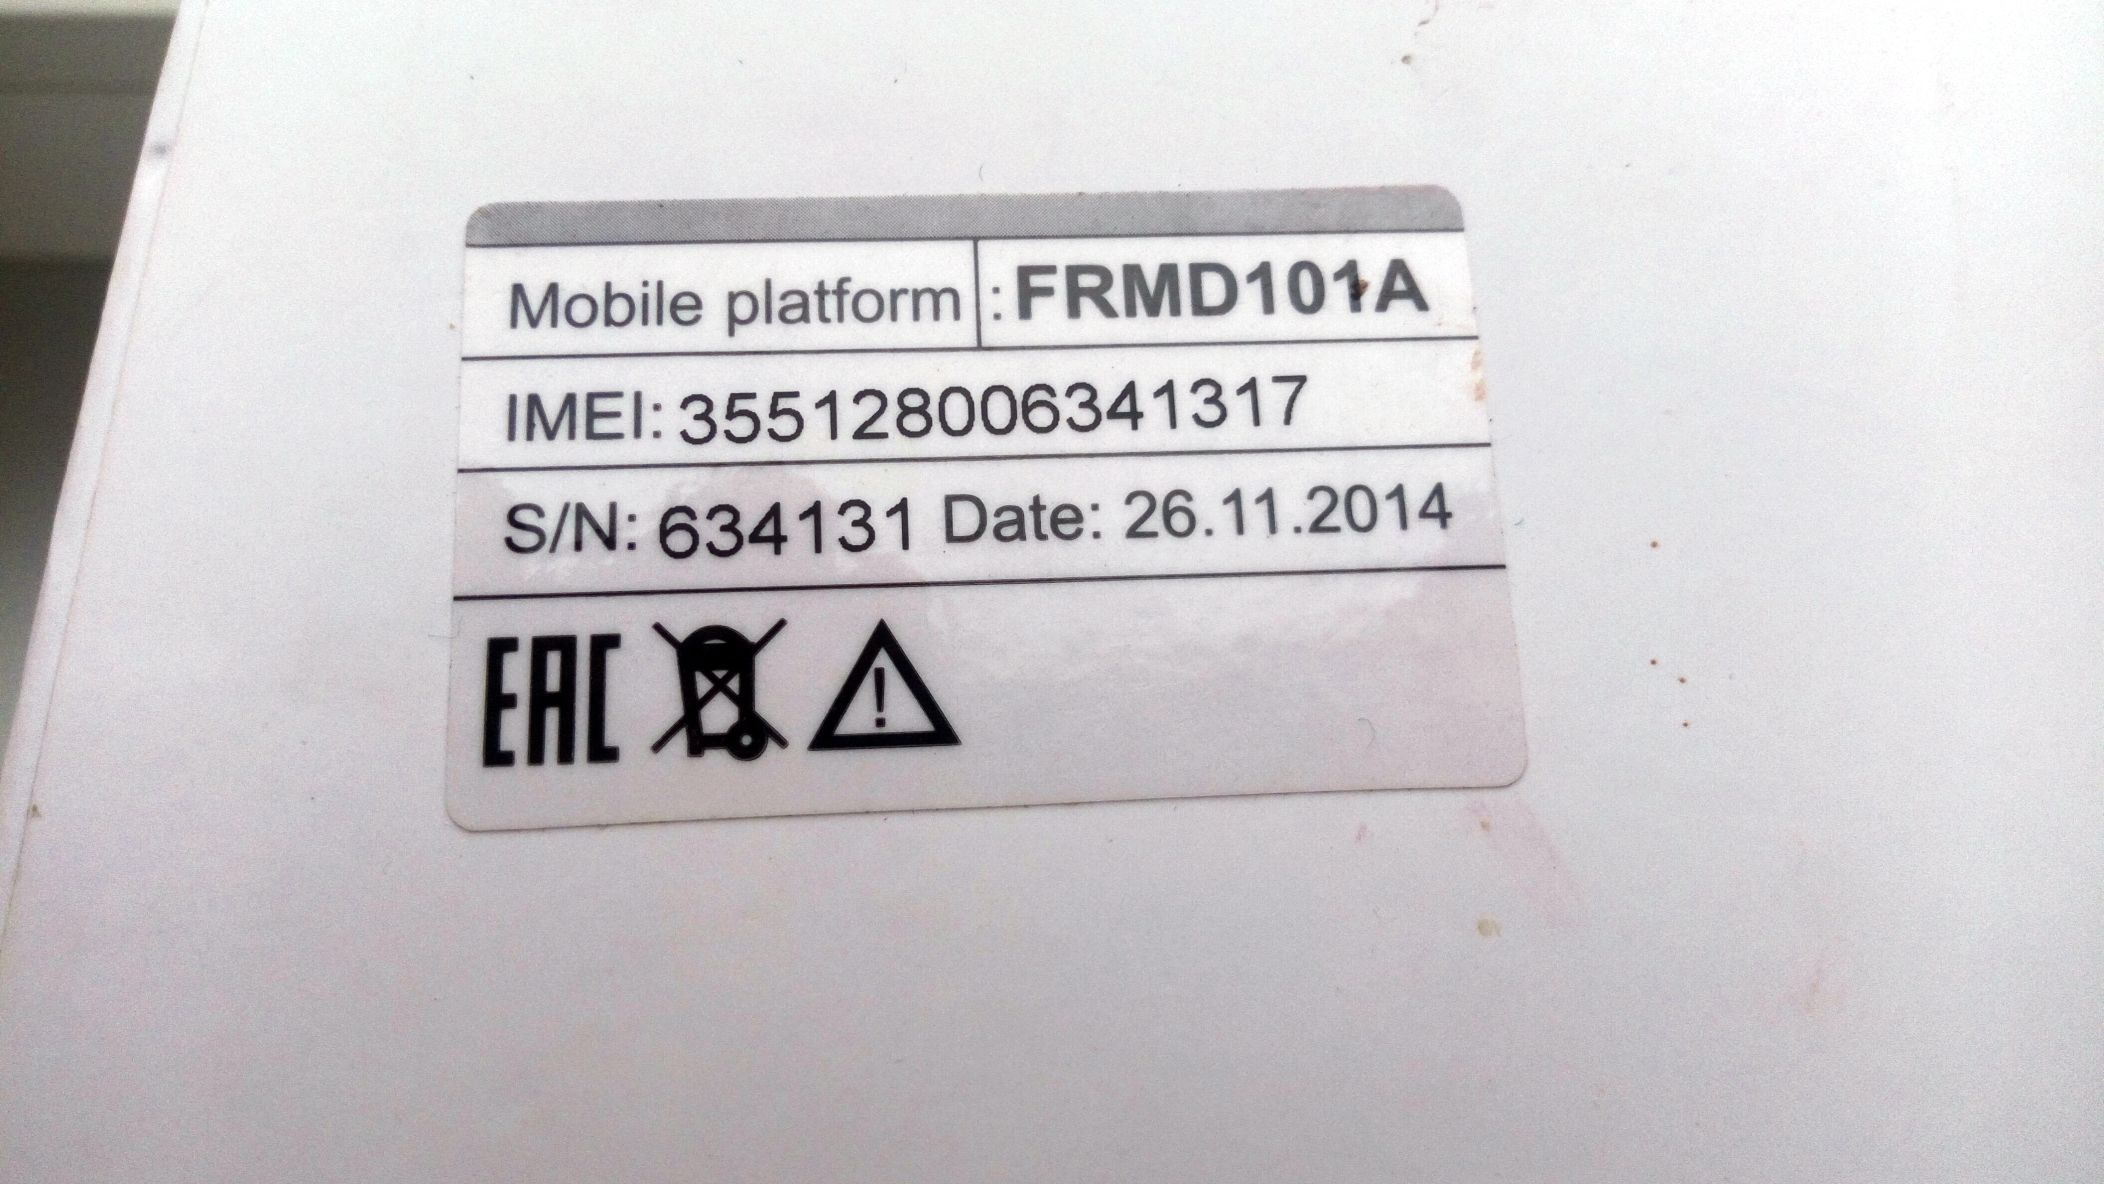 Mobile platform : FRMD101A
IMEI: 355128006341317
S/N: 634131 Date: 26.11.2014
EAC